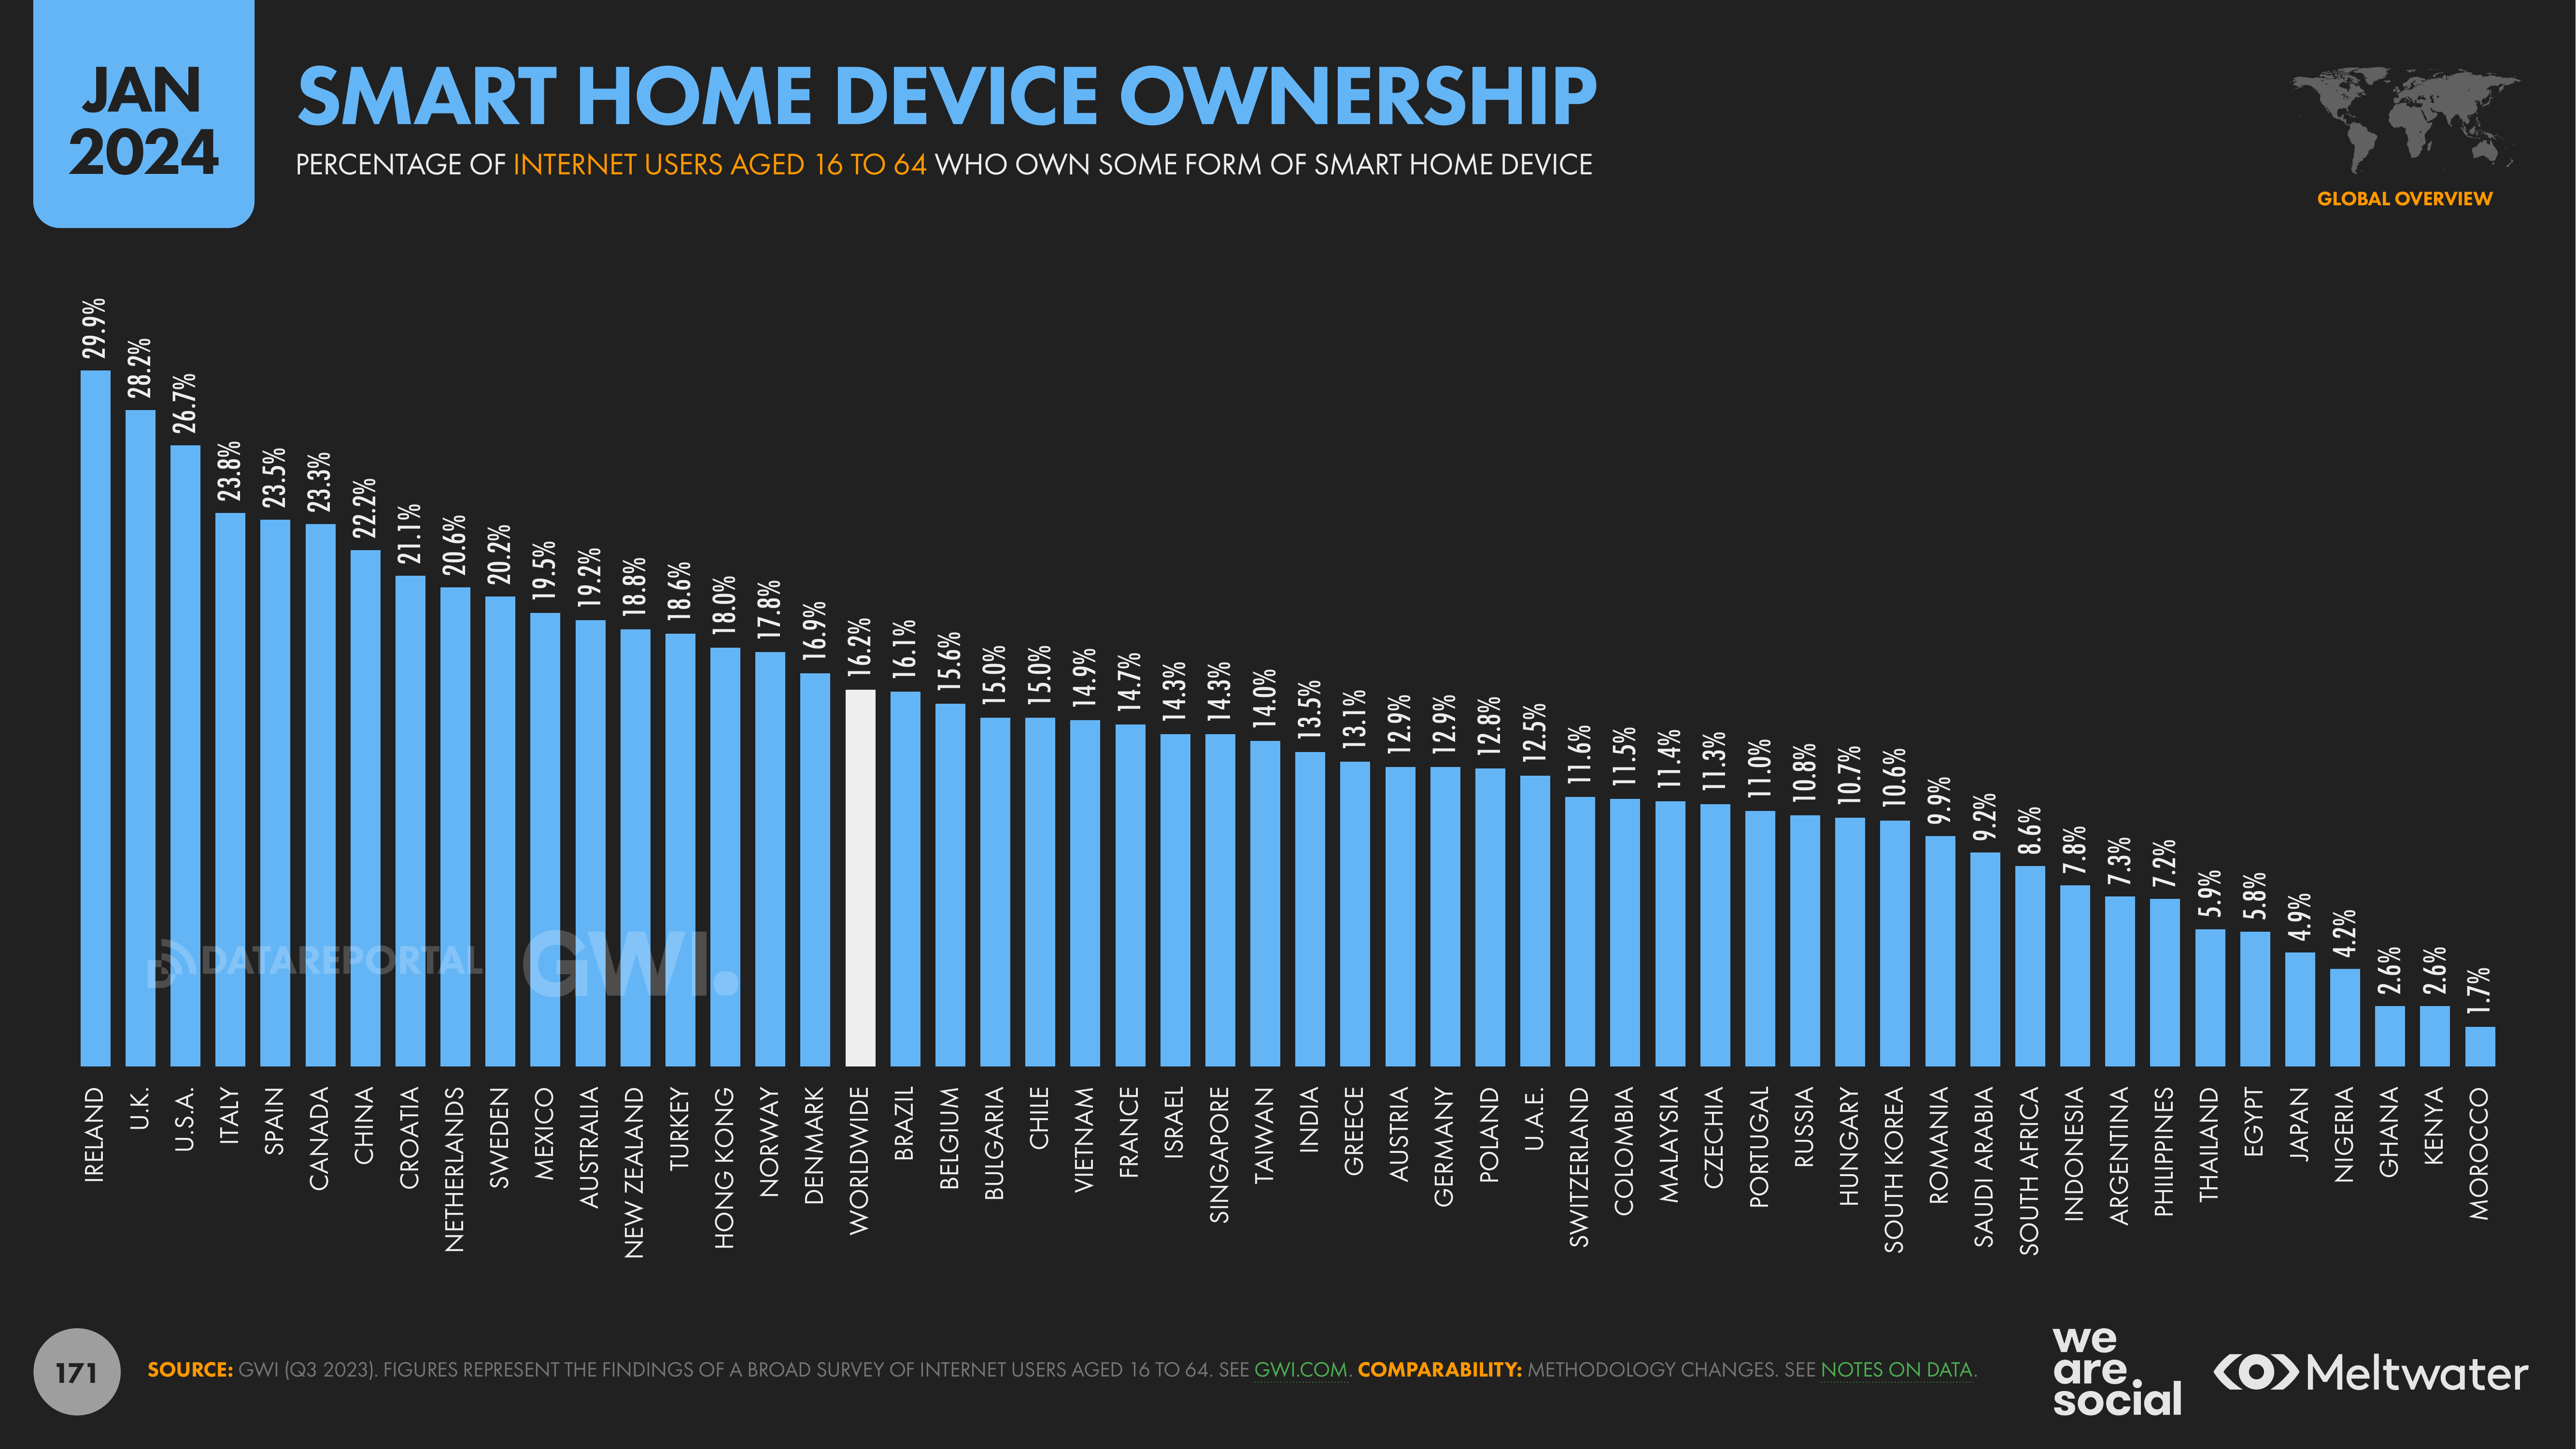 JAN
2024
SMART HOME DEVICE OWNERSHIP
PERCENTAGE OF INTERNET USERS AGED 16 TO 64 WHO OWN SOME FORM OF SMART HOME DEVICE
GLOBAL OVERVIEW
29.9%
28.2%
26.7%
23.8%
23.5%
23.3%
22.2%
21.1%
20.6%
20.2%
19.5%
19.2%
18.8%
18.6%
18.0%
17.8%
16.9%
16.2%
16.1%
15.6%
15.0%
15.0%
14.9%
14.7%
14.3%
14.3%
14.0%
13.5%
13.1%
12.9%
12.9%
12.8%
12.5%
11.6%
11.5%
11.4%
11.3%
11.0%
10.8%
10.7%
10.6%
9.9%
9.2%
8.6%
7.8%
7.3%
7.2%
5.9%
5.8%
4.9%
4.2%
2.6%
2.6%
1.7%
DATAREPORTAL
GWI.
IRELAND
U.K.
U.S.A.
ITALY
SPAIN
CANADA
CHINA
CROATIA
NETHERLANDS
SWEDEN
MEXICO
AUSTRALIA
NEW ZEALAND
TURKEY
HONG KONG
NORWAY
DENMARK
WORLDWIDE
BRAZIL
BELGIUM
BULGARIA
CHILE
VIETNAM
FRANCE
ISRAEL
SINGAPORE
TAIWAN
INDIA
GREECE
AUSTRIA
GERMANY
POLAND
U.A.E.
SWITZERLAND
COLOMBIA
MALAYSIA
CZECHIA
PORTUGAL
RUSSIA
HUNGARY
SOUTH KOREA
ROMANIA
SAUDI ARABIA
SOUTH AFRICA
INDONESIA
ARGENTINA
PHILIPPINES
THAILAND
EGYPT
JAPAN
NIGERIA
GHANA
KENYA
MOROCCO
171
SOURCE: GWI (Q3 2023). FIGURES REPRESENT THE FINDINGS OF A BROAD SURVEY OF INTERNET USERS AGED 16 TO 64. SEE GWI.COM. COMPARABILITY: METHODOLOGY CHANGES. SEE NOTES ON DATA.
we
are.
social
Meltwater